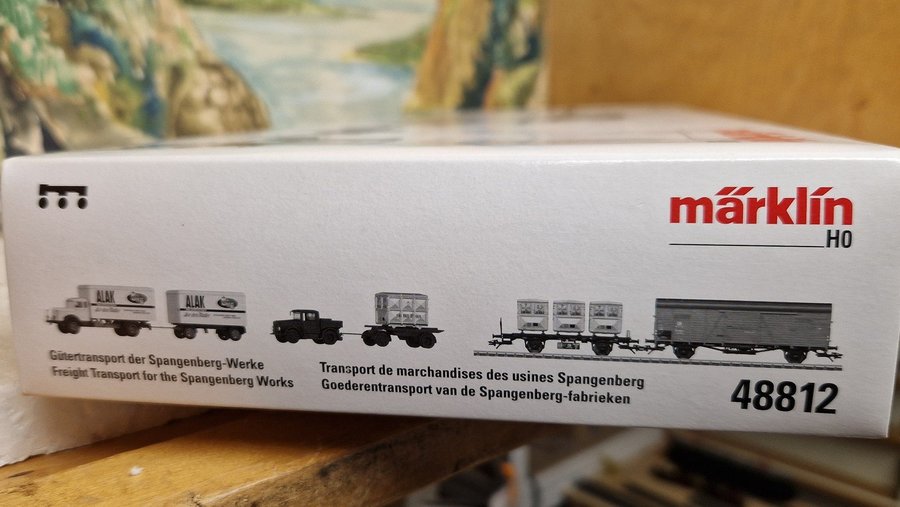 märklin
H0
ALAK
ALAK
Gütertransport der Spangenberg-Werke
Freight Transport for the Spangenberg Works
Transport de marchandises des usines Spangenberg
Goederentransport van de Spangenberg-fabrieken
48812